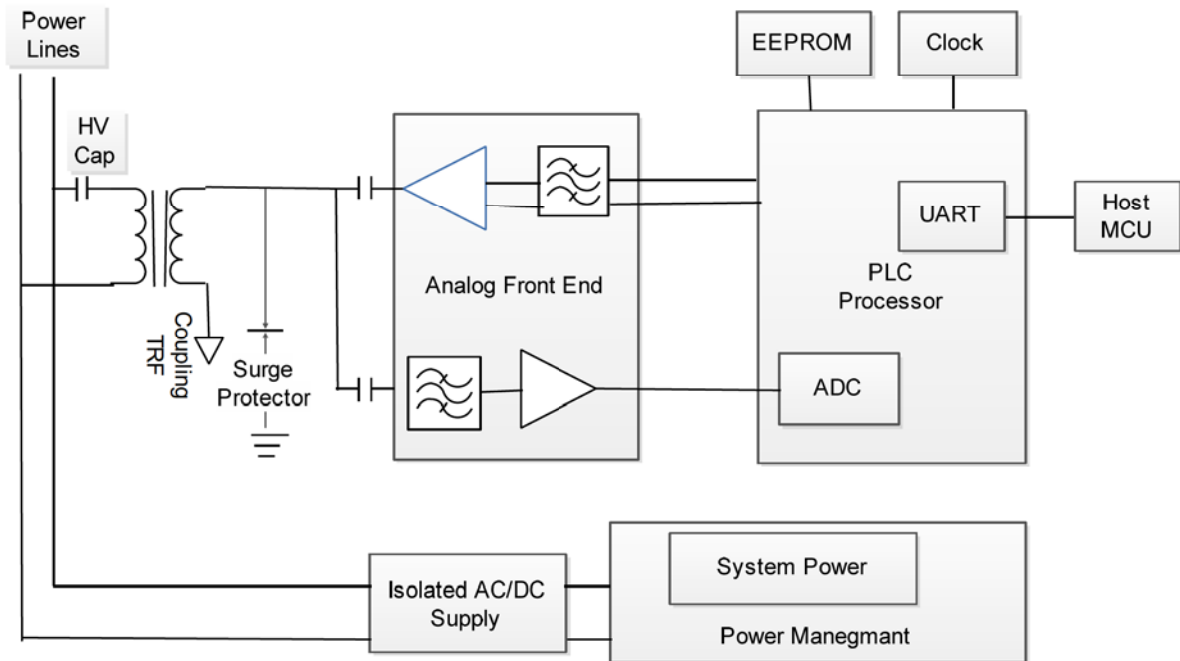 Power
Lines
EEPROM
Clock
HV
Cap
UART
Host
MCU
PLC
Processor
Analog Front End
Coupling
TRF
Surge
Protector
ADC
Isolated AC/DC
Supply
System Power
Power Manegmant